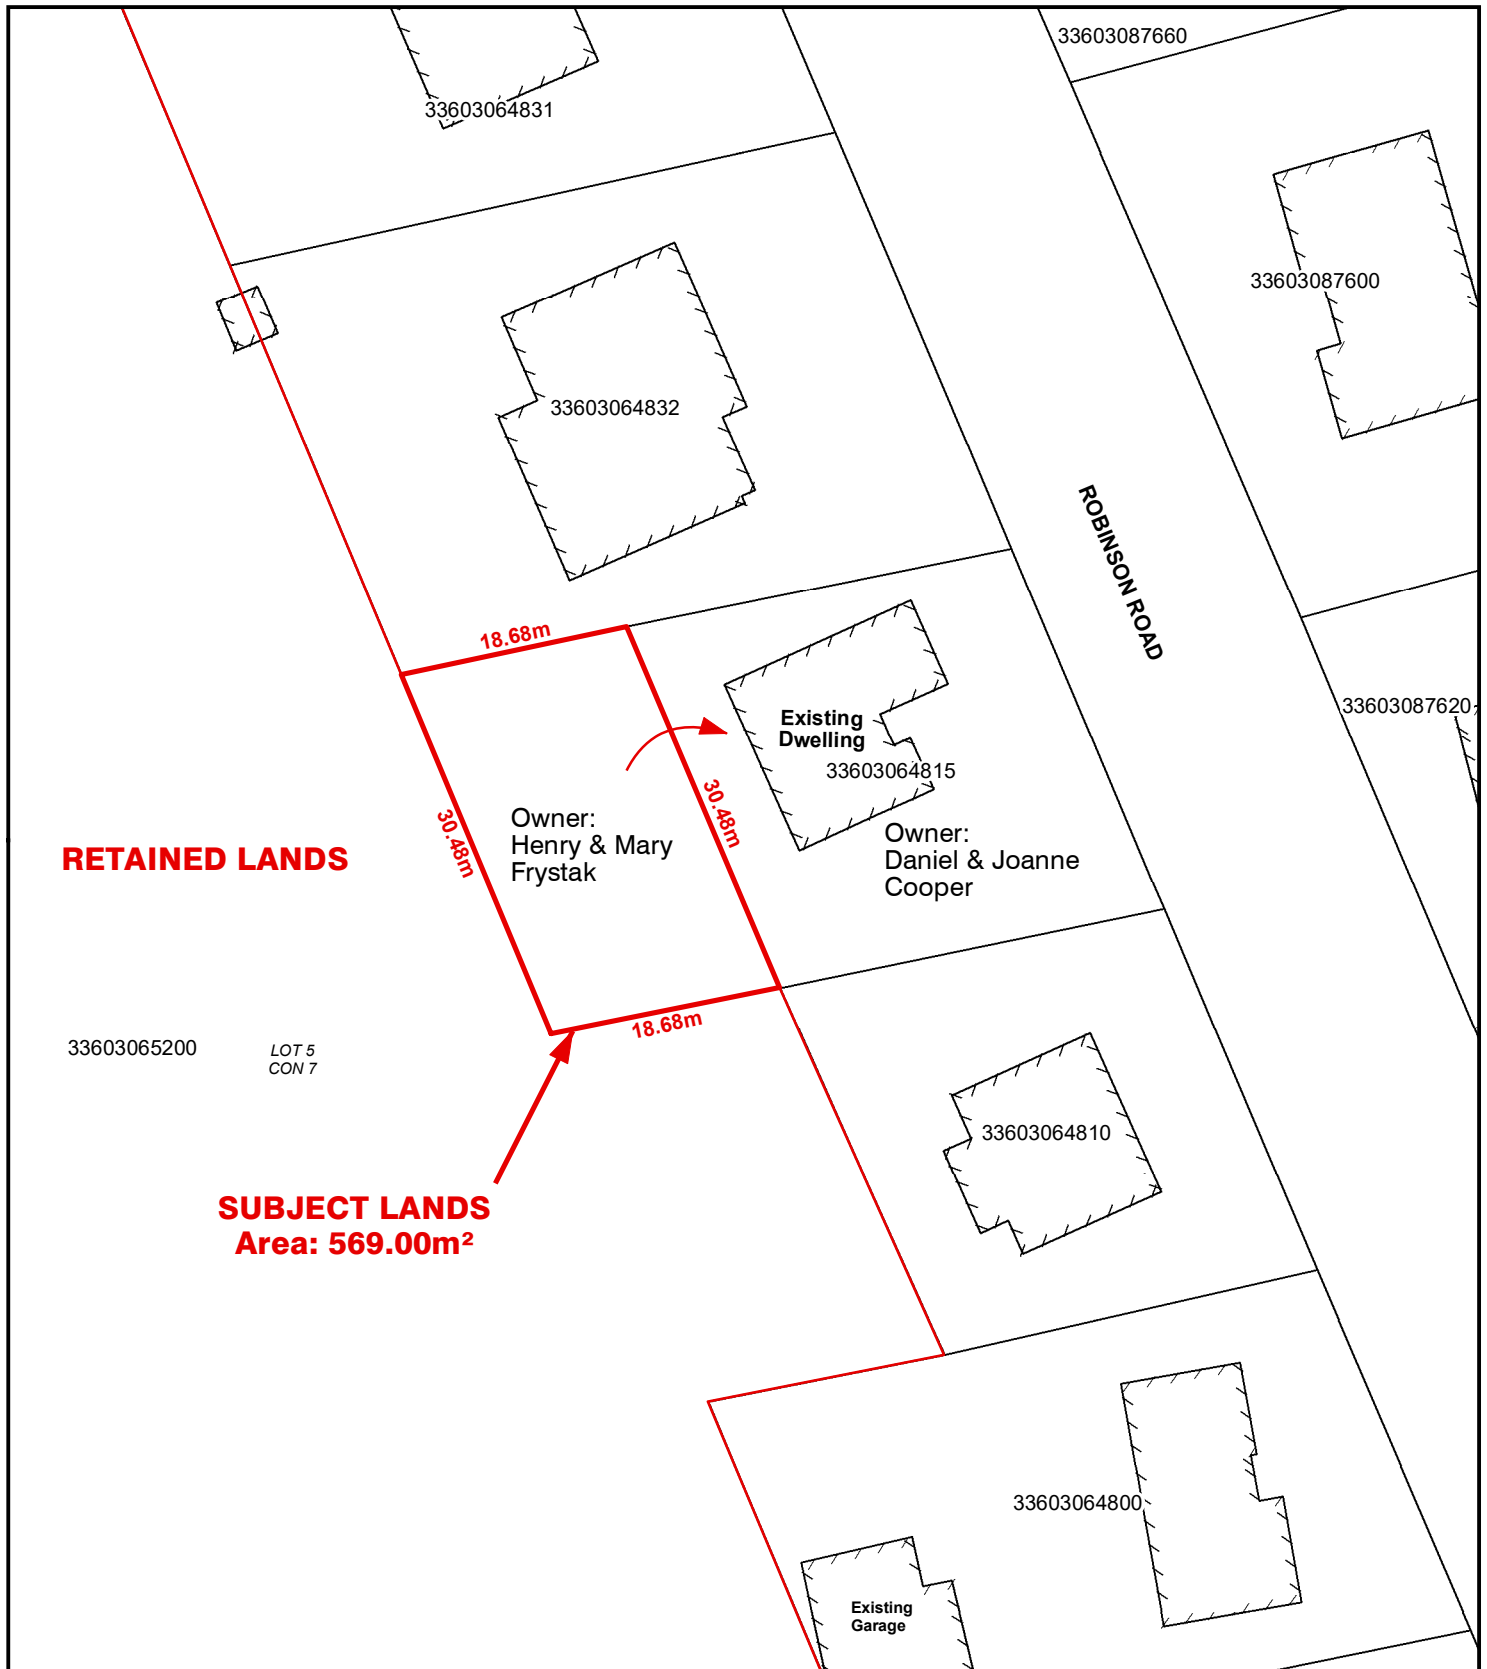 33603087660
33603064831
33603087600
33603064832
ROBINSON ROAD
18.68m
33603087620
Existing
Dwelling
33603064815
30.48m
30.48m
Owner:
Henry & Mary
Frystak
Owner:
Daniel & Joanne
Cooper
RETAINED LANDS
18.68m
33603065200
LOT 5
CON 7
33603064810
SUBJECT LANDS
Area: 569.00m²
33603064800
Existing
Garage